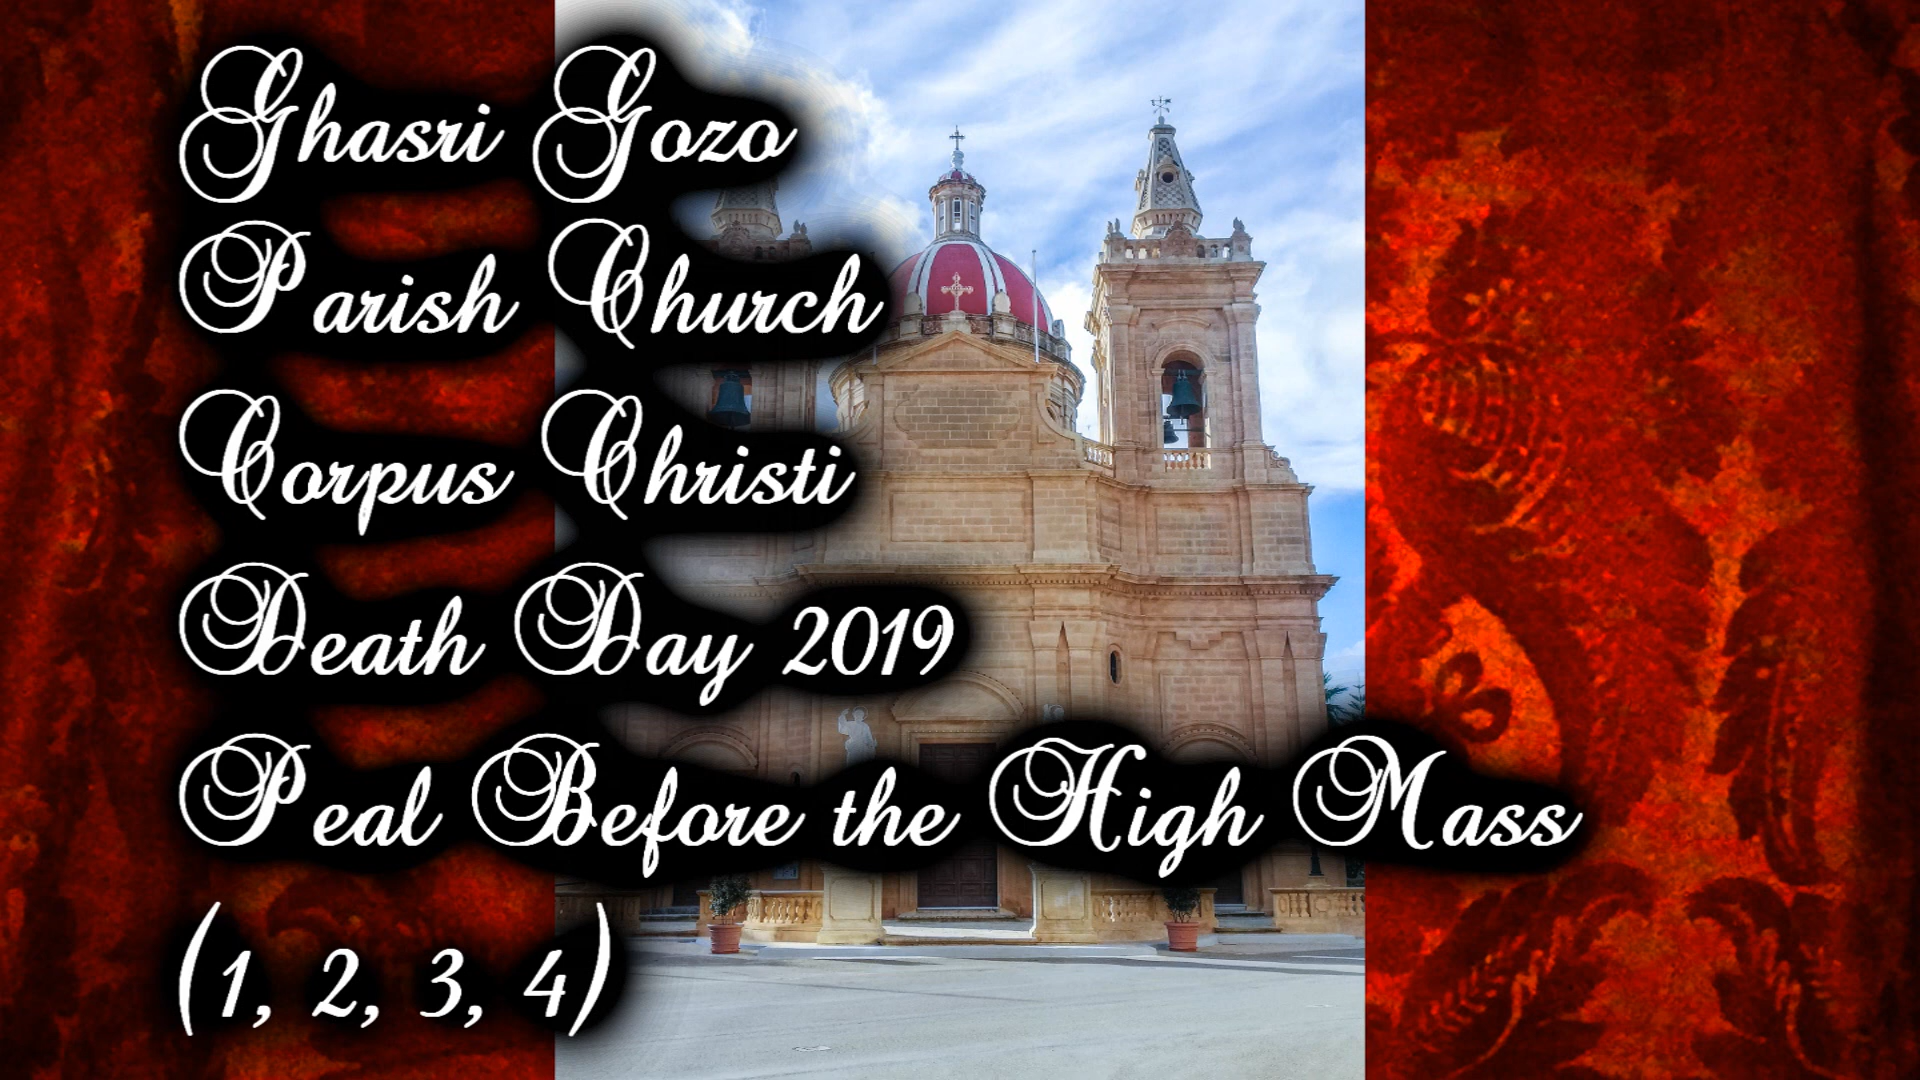 Ghasri Gozo
Parish Church
Corpus Christi
Death Day 2019
Peal Before the High Mass
(1, 2, 3, 4)